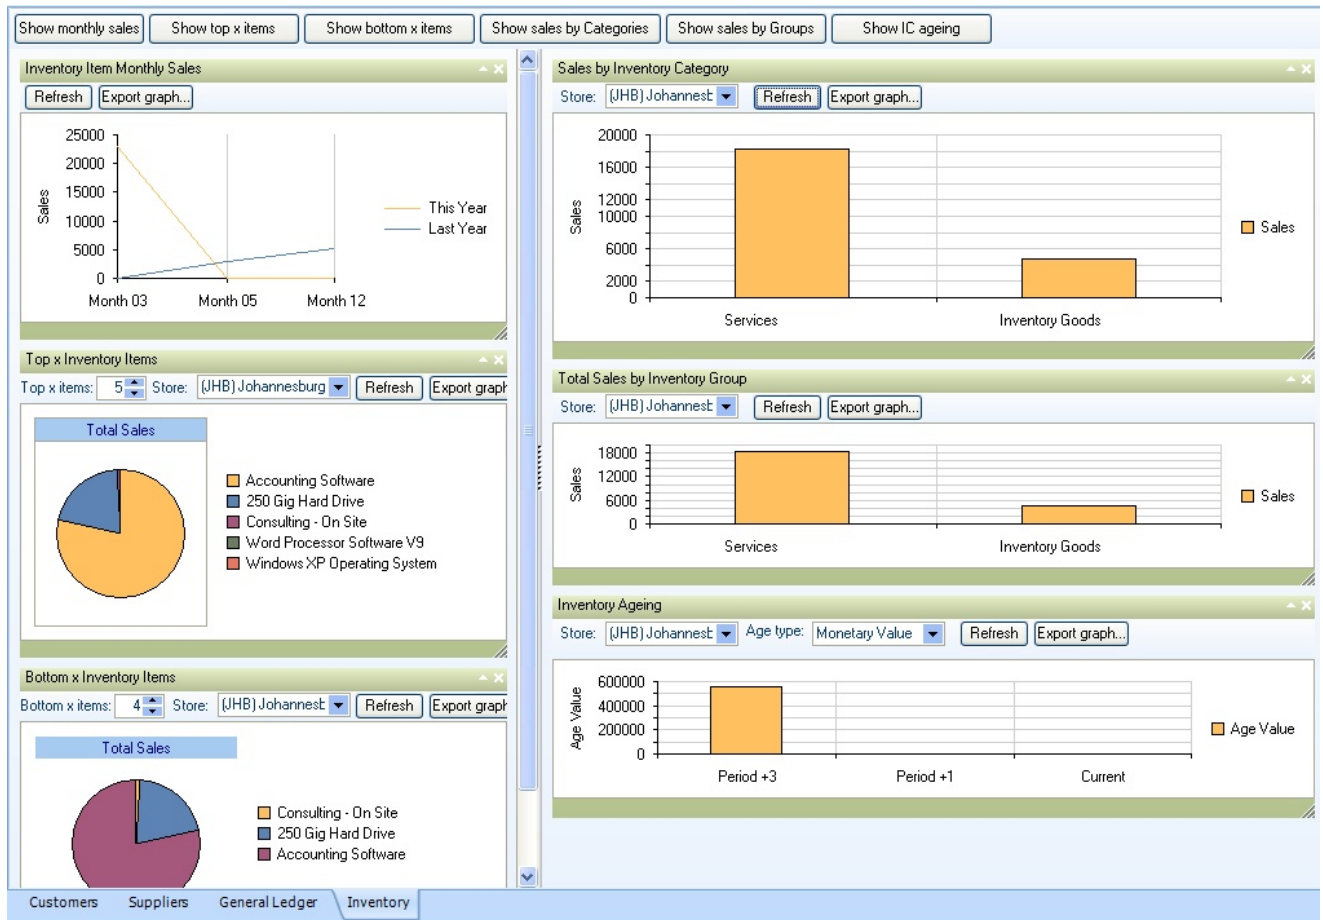 Show monthly sales Show top x items Show bottom x items Show sales by Categories Show sales by Groups Show IC ageing
Inventory Item Monthly Sales
Refresh Export graph...
25000
20000
15000
10000
5000
0
Sales
Month 03 Month 05 Month 12
This Year
Last Year
Top x Inventory Items
Top x items: 5 Store: (JHB) Johannesburg Refresh Export graph
Total Sales
Accounting Software
250 Gig Hard Drive
Consulting - On Site
Word Processor Software V9
Windows XP Operating System
Bottom x Inventory Items
Bottom x items: 4 Store: (JHB) Johannest Refresh Export graph
Total Sales
Consulting - On Site
250 Gig Hard Drive
Accounting Software
Sales by Inventory Category
Store: (JHB) Johannest Refresh Export graph...
20000
16000
12000
10000
6000
2000
0
Sales
Services Inventory Goods
Sales
Total Sales by Inventory Group
Store: (JHB) Johannest Refresh Export graph...
18000
12000
6000
0
Sales
Services Inventory Goods
Sales
Inventory Ageing
Store: (JHB) Johannest Age type: Monetary Value Refresh Export graph...
600000
400000
200000
0
Age Value
Period +3 Period +1 Current
Age Value
Customers Suppliers General Ledger Inventory